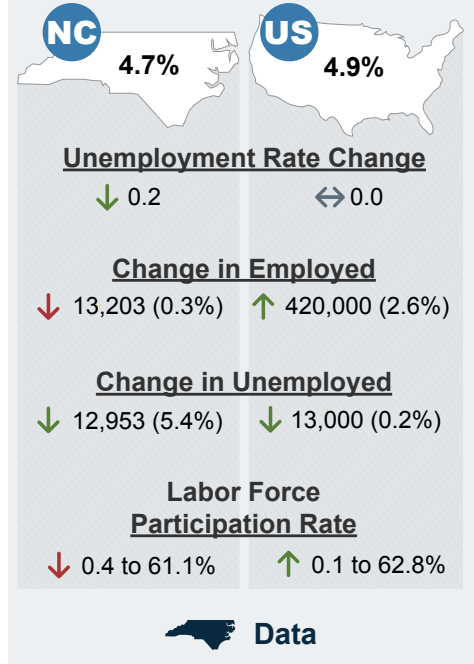 NC US
4.7% 4.9%
Unemployment Rate Change
↓ 0.2 ↔ 0.0
Change in Employed
↓ 13,203 (0.3%) ↑ 420,000 (2.6%)
Change in Unemployed
↓ 12,953 (5.4%) ↓ 13,000 (0.2%)
Labor Force
Participation Rate
↓ 0.4 to 61.1% ↑ 0.1 to 62.8%
Data